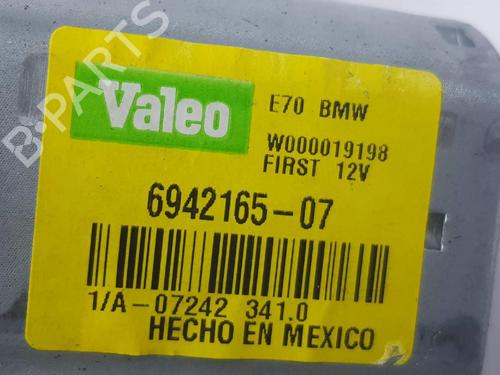 Valeo
E70 BMW
W000019198
FIRST 12V
6942165-07
1/A-07242 341.0
HECHO EN MEXICO
B-PARTS